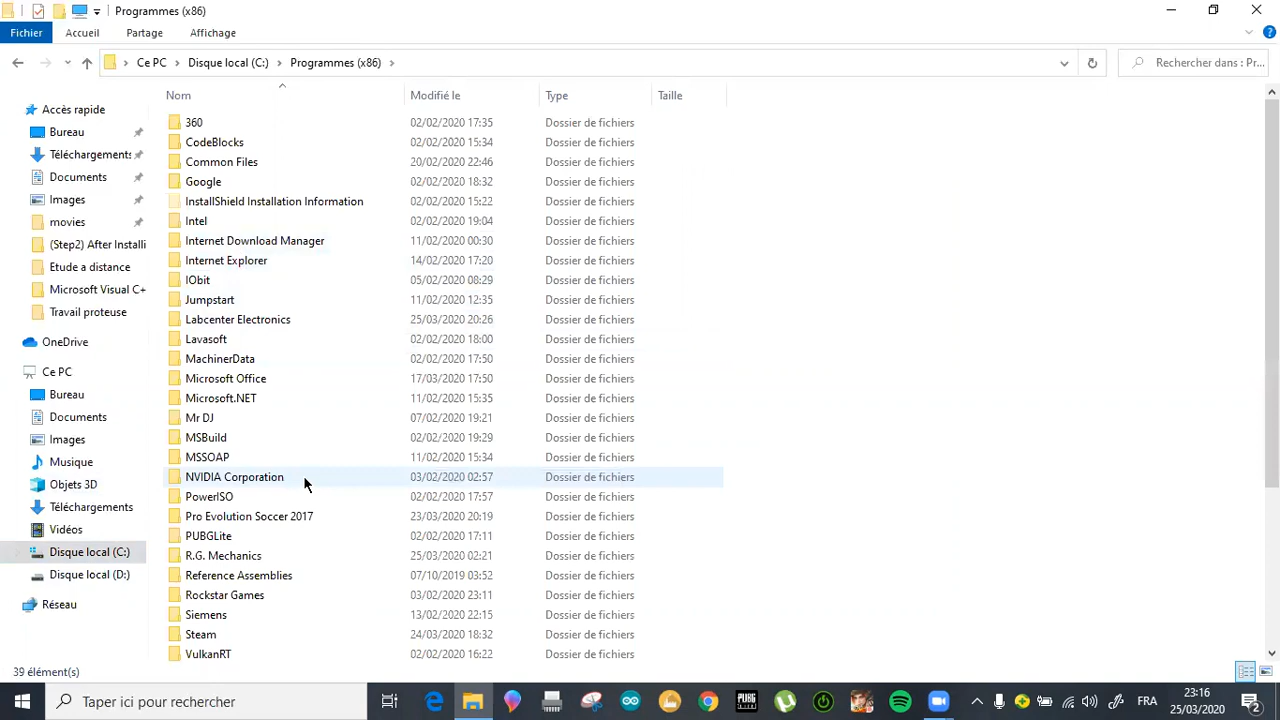 Programmes (x86)
Fichier Accueil Partage Affichage
Ce PC Disque local (C:) Programmes (x86) Rechercher dans : Pr...
Nom Modifié le Type Taille
Accès rapide
Bureau
Téléchargements
Documents
Images
movies
(Step2) After Installi
Etude a distance
Microsoft Visual C+
Travail proteuse
OneDrive
Ce PC
Bureau
Documents
Images
Musique
Objets 3D
Téléchargements
Vidéos
Disque local (C:)
Disque local (D:)
Réseau
360 02/02/2020 17:35 Dossier de fichiers
CodeBlocks 02/02/2020 15:34 Dossier de fichiers
Common Files 20/02/2020 22:46 Dossier de fichiers
Google 02/02/2020 18:32 Dossier de fichiers
InstallShield Installation Information 02/02/2020 15:22 Dossier de fichiers
Intel 02/02/2020 19:04 Dossier de fichiers
Internet Download Manager 11/02/2020 00:30 Dossier de fichiers
Internet Explorer 14/02/2020 17:20 Dossier de fichiers
IObit 05/02/2020 08:29 Dossier de fichiers
Jumpstart 11/02/2020 12:35 Dossier de fichiers
Labcenter Electronics 25/03/2020 20:26 Dossier de fichiers
Lavasoft 02/02/2020 18:00 Dossier de fichiers
MachinerData 02/02/2020 17:50 Dossier de fichiers
Microsoft Office 17/03/2020 17:50 Dossier de fichiers
Microsoft.NET 11/02/2020 15:35 Dossier de fichiers
Mr DJ 07/02/2020 19:21 Dossier de fichiers
MSBuild 02/02/2020 19:29 Dossier de fichiers
MSSOAP 11/02/2020 15:34 Dossier de fichiers
NVIDIA Corporation 03/02/2020 02:57 Dossier de fichiers
PowerISO 02/02/2020 17:57 Dossier de fichiers
Pro Evolution Soccer 2017 23/03/2020 20:19 Dossier de fichiers
PUBGLite 02/02/2020 17:11 Dossier de fichiers
R.G. Mechanics 25/03/2020 02:21 Dossier de fichiers
Reference Assemblies 07/10/2019 03:52 Dossier de fichiers
Rockstar Games 03/02/2020 23:11 Dossier de fichiers
Siemens 13/02/2020 22:15 Dossier de fichiers
Steam 24/03/2020 18:32 Dossier de fichiers
VulkanRT 02/02/2020 16:22 Dossier de fichiers
39 élément(s)
Taper ici pour rechercher
PUBG
FRA
23:16
25/03/2020
2